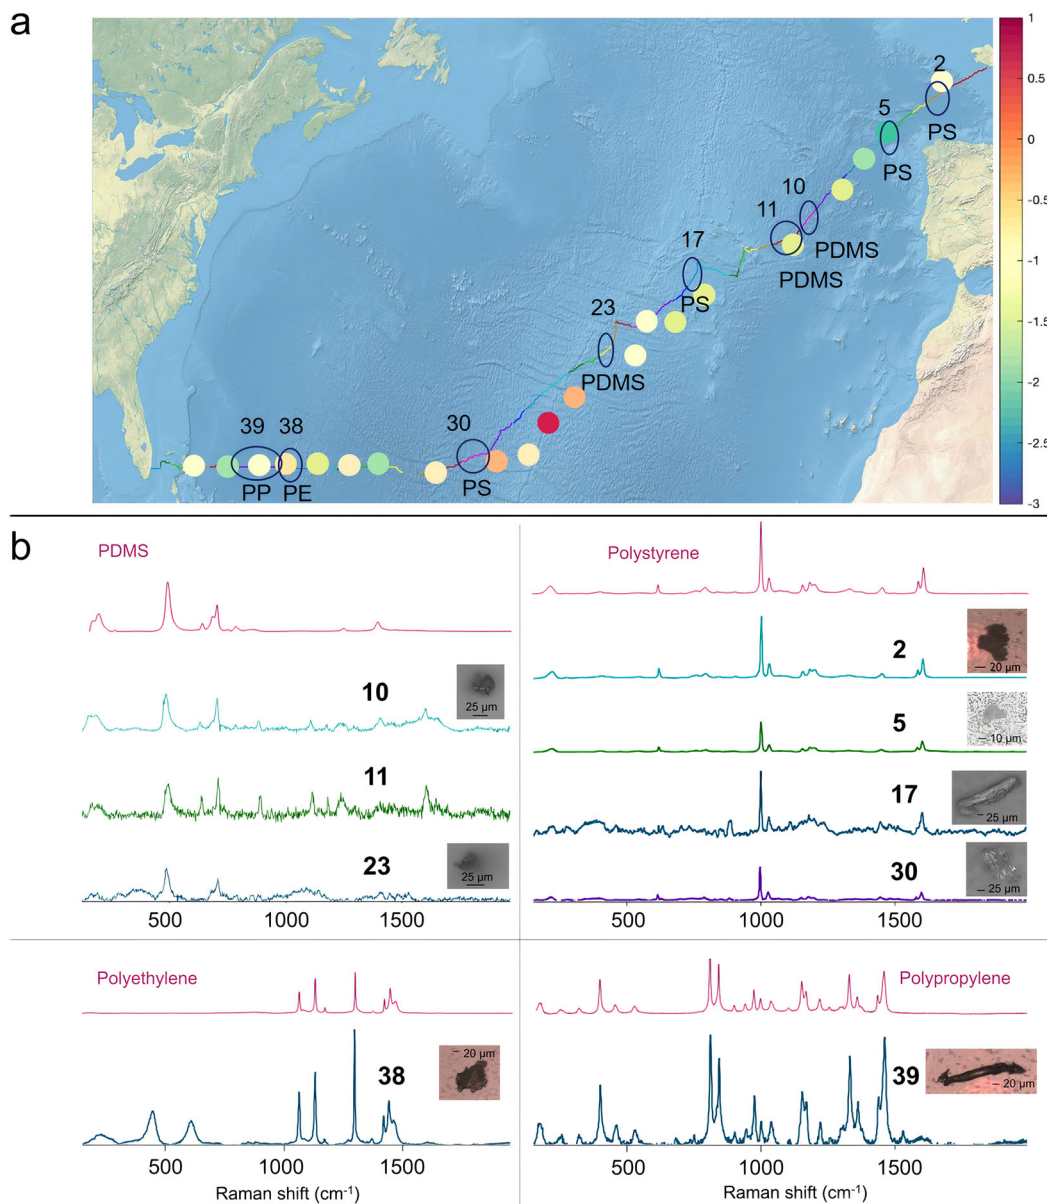 a
1
0.5
0
-0.5
-1
-1.5
-2
-2.5
-3
2
PS
5
PS
10
11
PDMS
PDMS
17
PS
23
PDMS
30
PS
39
38
PP
PE
b
PDMS
10
25 µm
11
23
25 µm
500
1000
1500
Polystyrene
2
20 µm
5
10 µm
17
25 µm
30
25 µm
500
1000
1500
Polyethylene
38
20 µm
500
1000
1500
Raman shift (cm⁻¹)
Polypropylene
39
20 µm
500
1000
1500
Raman shift (cm⁻¹)